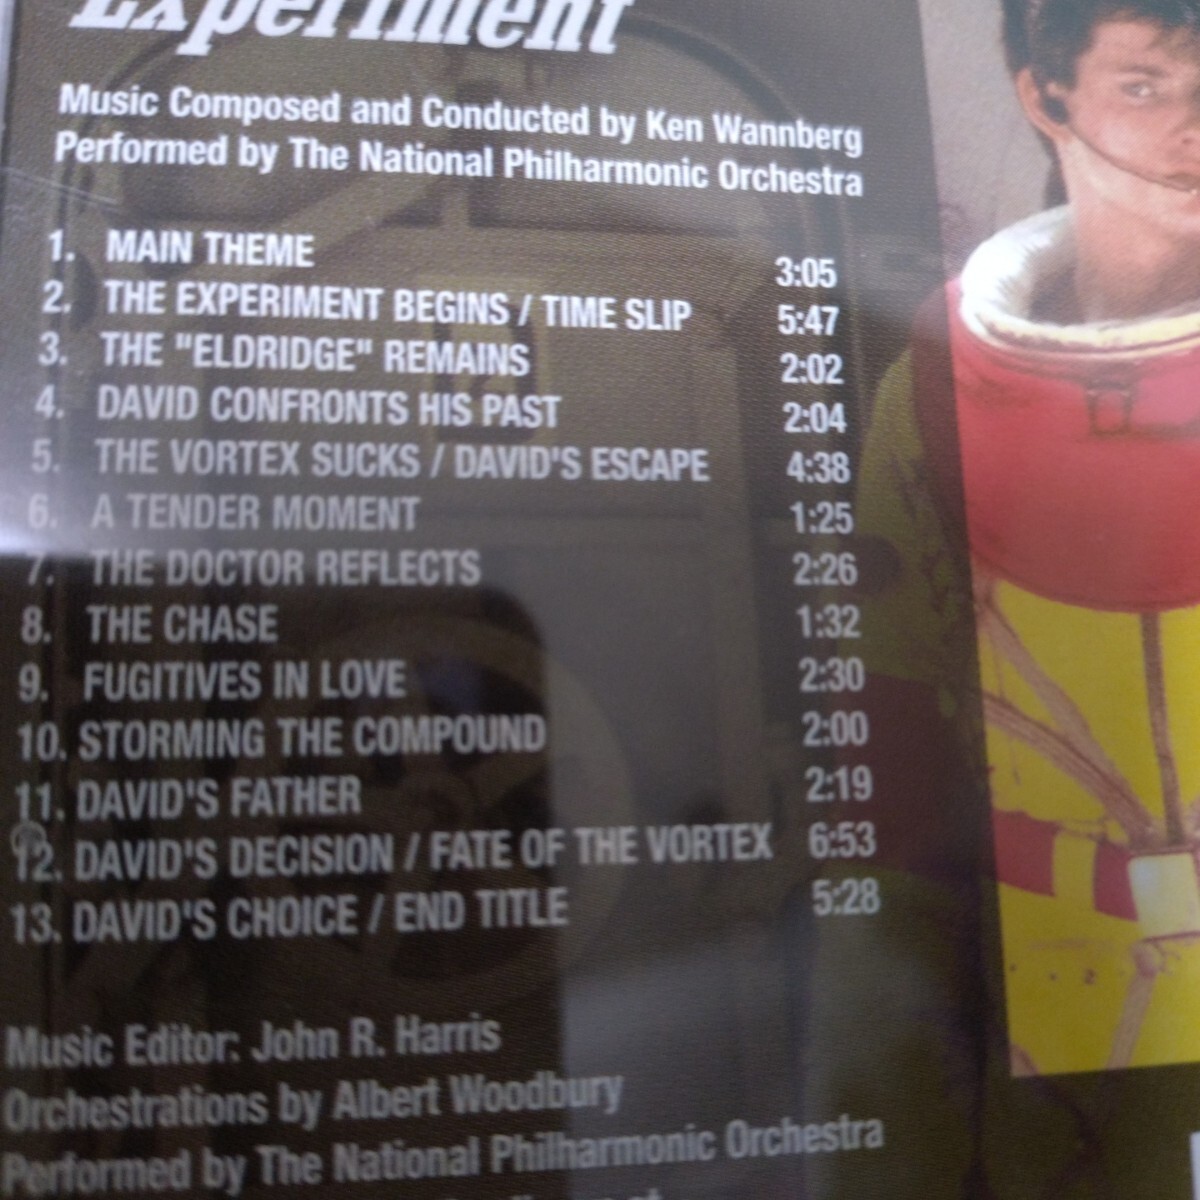 Experiment
Music Composed and Conducted by Ken Wannberg
Performed by The National Philharmonic Orchestra
1. MAIN THEME 3:05
2. THE EXPERIMENT BEGINS / TIME SLIP 5:47
3. THE "ELDRIDGE" REMAINS 2:02
4. DAVID CONFRONTS HIS PAST 2:04
5. THE VORTEX SUCKS / DAVID'S ESCAPE 4:38
6. A TENDER MOMENT 1:25
7. THE DOCTOR REFLECTS 2:26
8. THE CHASE 1:32
9. FUGITIVES IN LOVE 2:30
10. STORMING THE COMPOUND 2:00
11. DAVID'S FATHER 2:19
12. DAVID'S DECISION / FATE OF THE VORTEX 6:53
13. DAVID'S CHOICE / END TITLE 5:28
Music Editor: John R. Harris
Orchestrations by Albert Woodbury
Performed by The National Philharmonic Orchestra